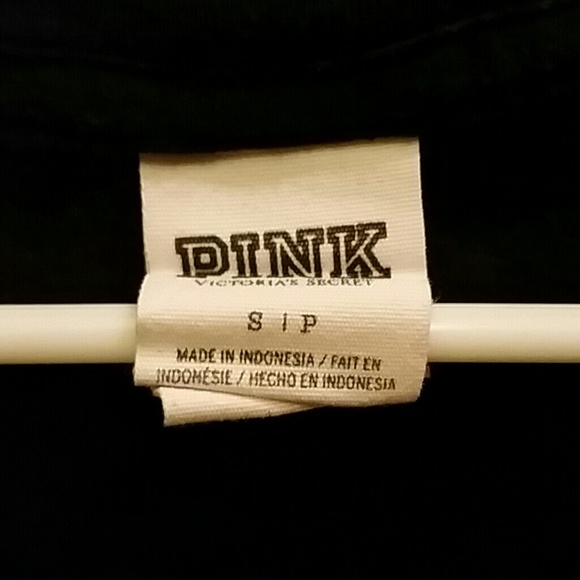 PINK
VICTORIA'S SECRET
S | P
MADE IN INDONESIA / FAIT EN
INDONÉSIE / HECHO EN INDONESIA